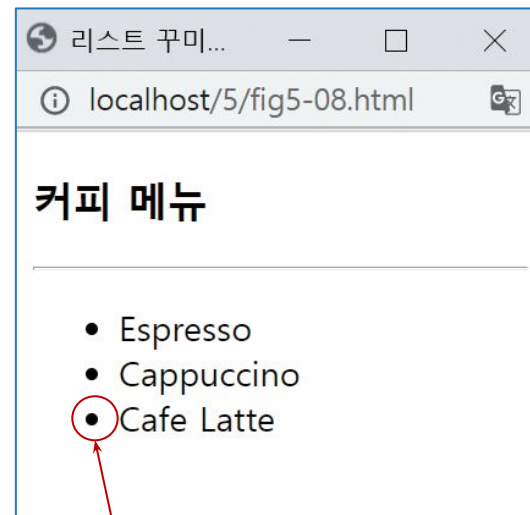 리스트 꾸미...
localhost/5/fig5-08.html
커피 메뉴
Espresso
Cappuccino
Cafe Latte